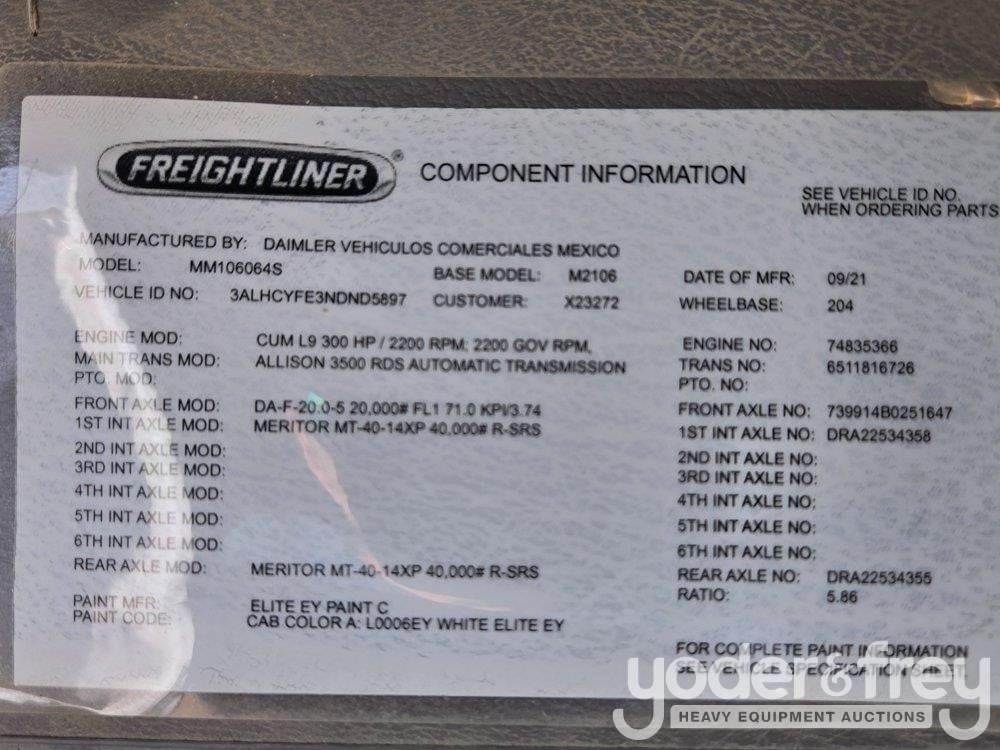 FREIGHTLINER® COMPONENT INFORMATION
SEE VEHICLE ID NO.
WHEN ORDERING PARTS
MANUFACTURED BY: DAIMLER VEHICULOS COMERCIALES MEXICO
MODEL: MM106064S BASE MODEL: M2106 DATE OF MFR: 09/21
VEHICLE ID NO: 3ALHCYFE3NDND5897 CUSTOMER: X23272 WHEELBASE: 204
ENGINE MOD: CUM L9 300 HP / 2200 RPM; 2200 GOV RPM, ENGINE NO: 74835366
MAIN TRANS MOD: ALLISON 3500 RDS AUTOMATIC TRANSMISSION TRANS NO: 6511816726
PTO. MOD: PTO. NO:
FRONT AXLE MOD: DA-F-20.0-5 20,000# FL1 71.0 KPI/3.74 FRONT AXLE NO: 739914B0251647
1ST INT AXLE MOD: MERITOR MT-40-14XP 40,000# R-SRS 1ST INT AXLE NO: DRA22534358
2ND INT AXLE MOD: 2ND INT AXLE NO:
3RD INT AXLE MOD: 3RD INT AXLE NO:
4TH INT AXLE MOD: 4TH INT AXLE NO:
5TH INT AXLE MOD: 5TH INT AXLE NO:
6TH INT AXLE MOD: 6TH INT AXLE NO:
REAR AXLE MOD: MERITOR MT-40-14XP 40,000# R-SRS REAR AXLE NO: DRA22534355
RATIO: 5.86
PAINT MFR: ELITE EY PAINT C
PAINT CODE: CAB COLOR A: L0006EY WHITE ELITE EY
FOR COMPLETE PAINT INFORMATION
SEE VEHICLE SPECIFICATION SHEET.
yoder&frey
HEAVY EQUIPMENT AUCTIONS